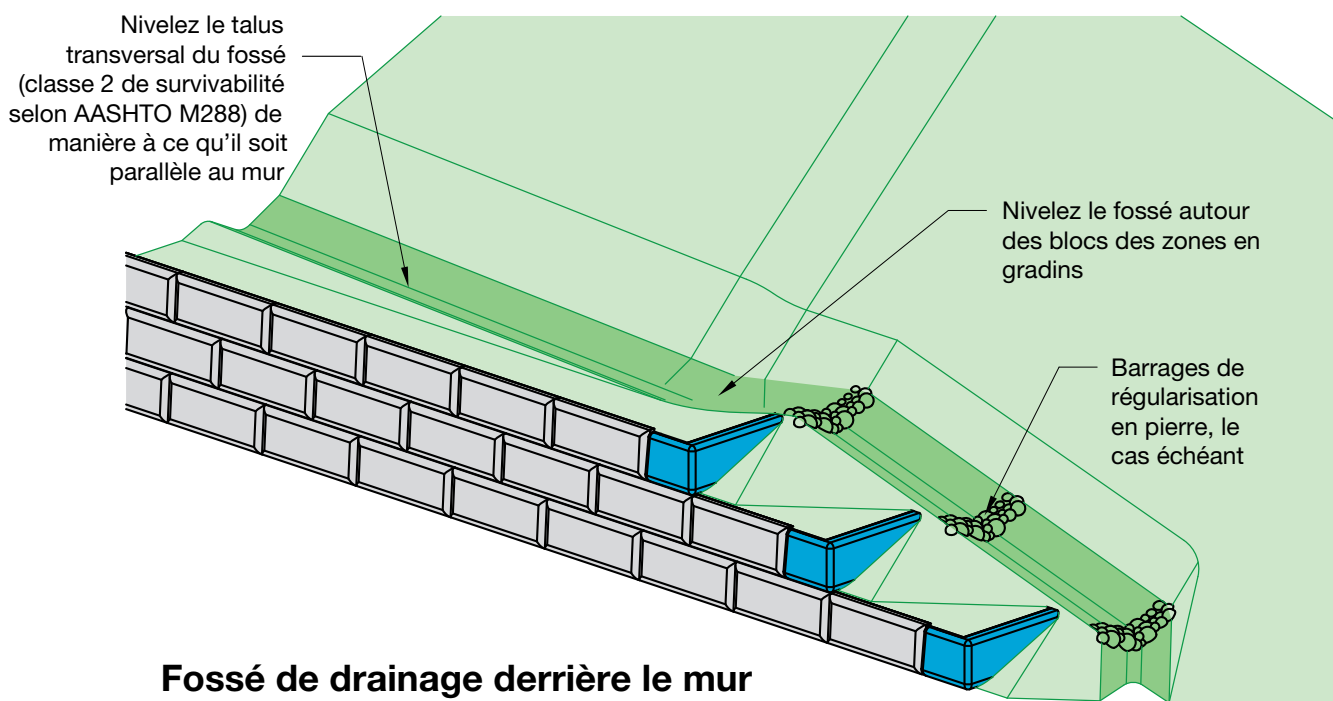 Nivelez le talus
transversal du fossé
(classe 2 de survivabilité
selon AASHTO M288) de
manière à ce qu'il soit
parallèle au mur
Nivelez le fossé autour
des blocs des zones en
gradins
Barrages de
régularisation
en pierre, le
cas échéant
Fossé de drainage derrière le mur